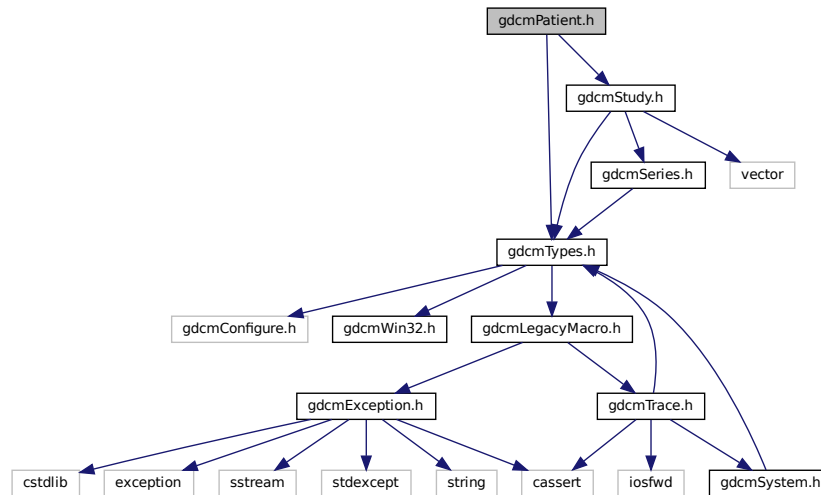 gdcmPatient.h
gdcmStudy.h
gdcmSeries.h
vector
gdcmTypes.h
gdcmConfigure.h
gdcmWin32.h
gdcmLegacyMacro.h
gdcmException.h
gdcmTrace.h
cstdlib
exception
sstream
stdexcept
string
cassert
iosfwd
gdcmSystem.h